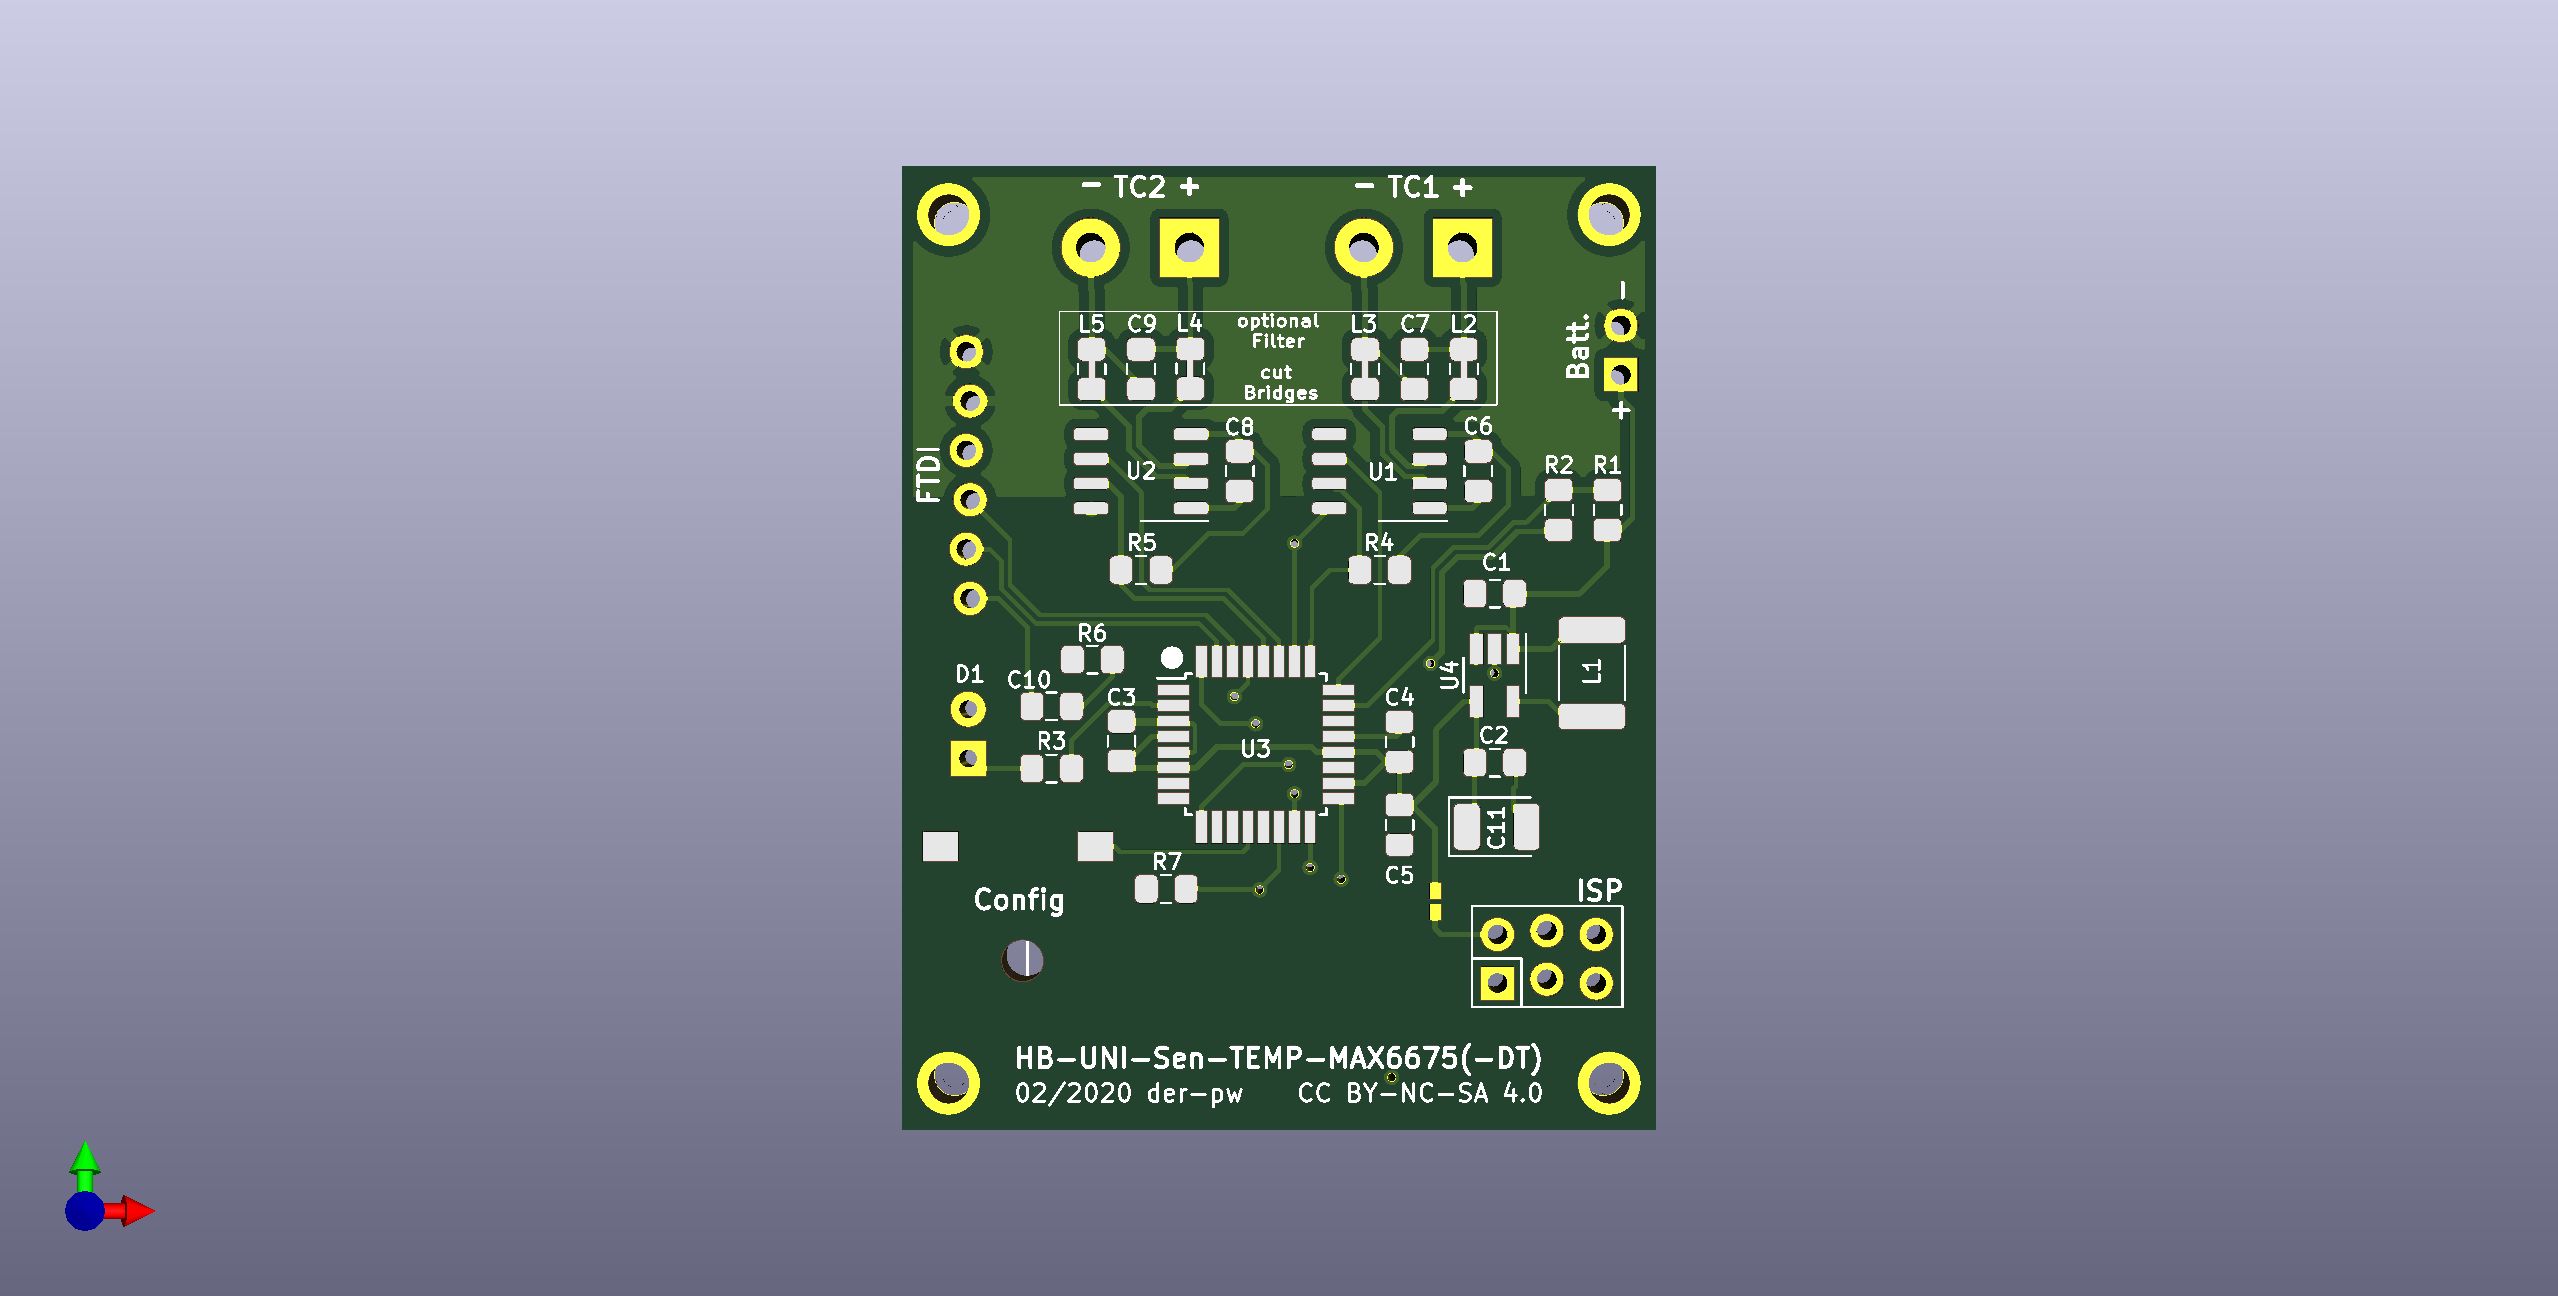 - TC2 + - TC1 +
-
L5 C9 L4 optional L3 C7 L2
Filter
Batt.
cut
Bridges
+
C8 C6
FTDI U2 U1 R2 R1
R5 R4
C1
R6
D1 C10 C3 U4 L1
C4
R3 U3 C2
C11
R7
C5
Config ISP
HB-UNI-Sen-TEMP-MAX6675(-DT)
02/2020 der-pw CC BY-NC-SA 4.0